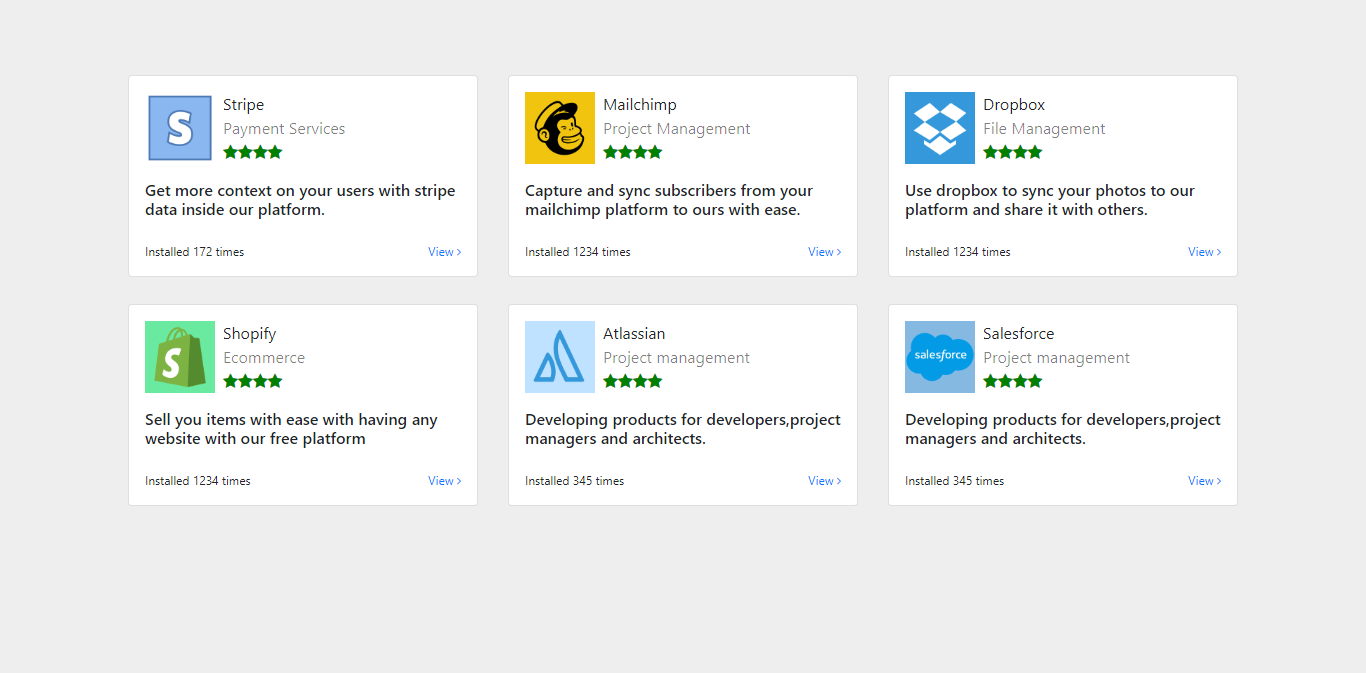 Stripe
Payment Services
Get more context on your users with stripe
data inside our platform.
Installed 172 times
View ›
Mailchimp
Project Management
Capture and sync subscribers from your
mailchimp platform to ours with ease.
Installed 1234 times
View ›
Dropbox
File Management
Use dropbox to sync your photos to our
platform and share it with others.
Installed 1234 times
View ›
Shopify
Ecommerce
Sell you items with ease with having any
website with our free platform
Installed 1234 times
View ›
Atlassian
Project management
Developing products for developers,project
managers and architects.
Installed 345 times
View ›
salesforce
Salesforce
Project management
Developing products for developers,project
managers and architects.
Installed 345 times
View ›